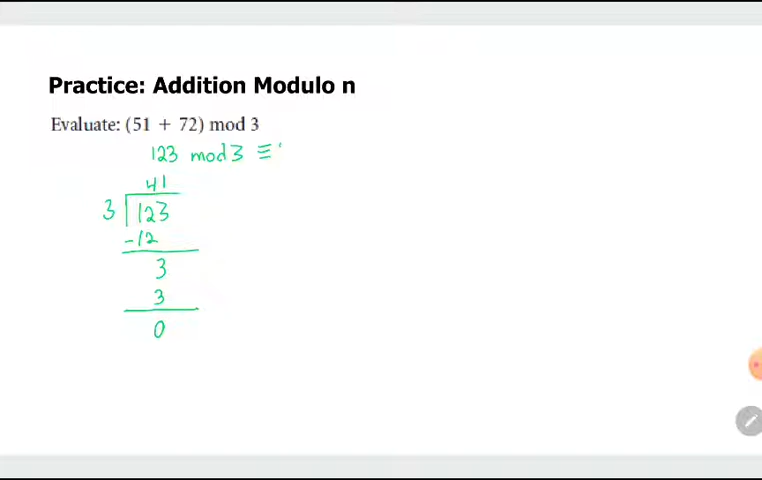 Practice: Addition Modulo n
Evaluate: (51 + 72) mod 3
123 mod 3 ≡
41
3 123
-12
3
3
0